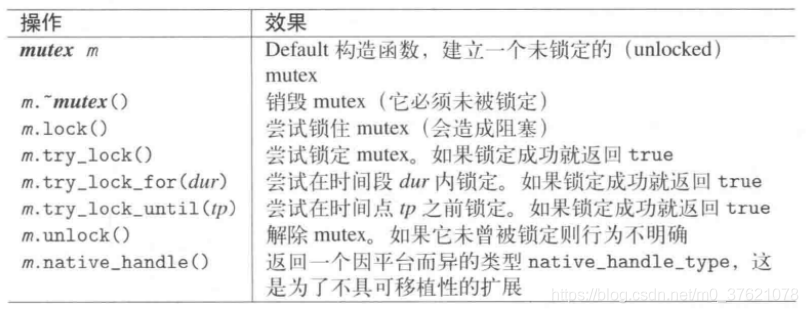 操作 效果
mutex m Default 构造函数，建立一个未锁定的（unlocked）
mutex
m.~mutex() 销毁 mutex（它必须未被锁定）
m.lock() 尝试锁住 mutex（会造成阻塞）
m.try_lock() 尝试锁定 mutex。如果锁定成功就返回 true
m.try_lock_for(dur) 尝试在时间段 dur 内锁定。如果锁定成功就返回 true
m.try_lock_until(tp) 尝试在时间点 tp 之前锁定。如果锁定成功就返回 true
m.unlock() 解除 mutex。如果它未曾被锁定则行为不明确
m.native_handle() 返回一个因平台而异的类型 native_handle_type，这
是为了不具可移植性的扩展
https://blog.csdn.net/m0_37621078